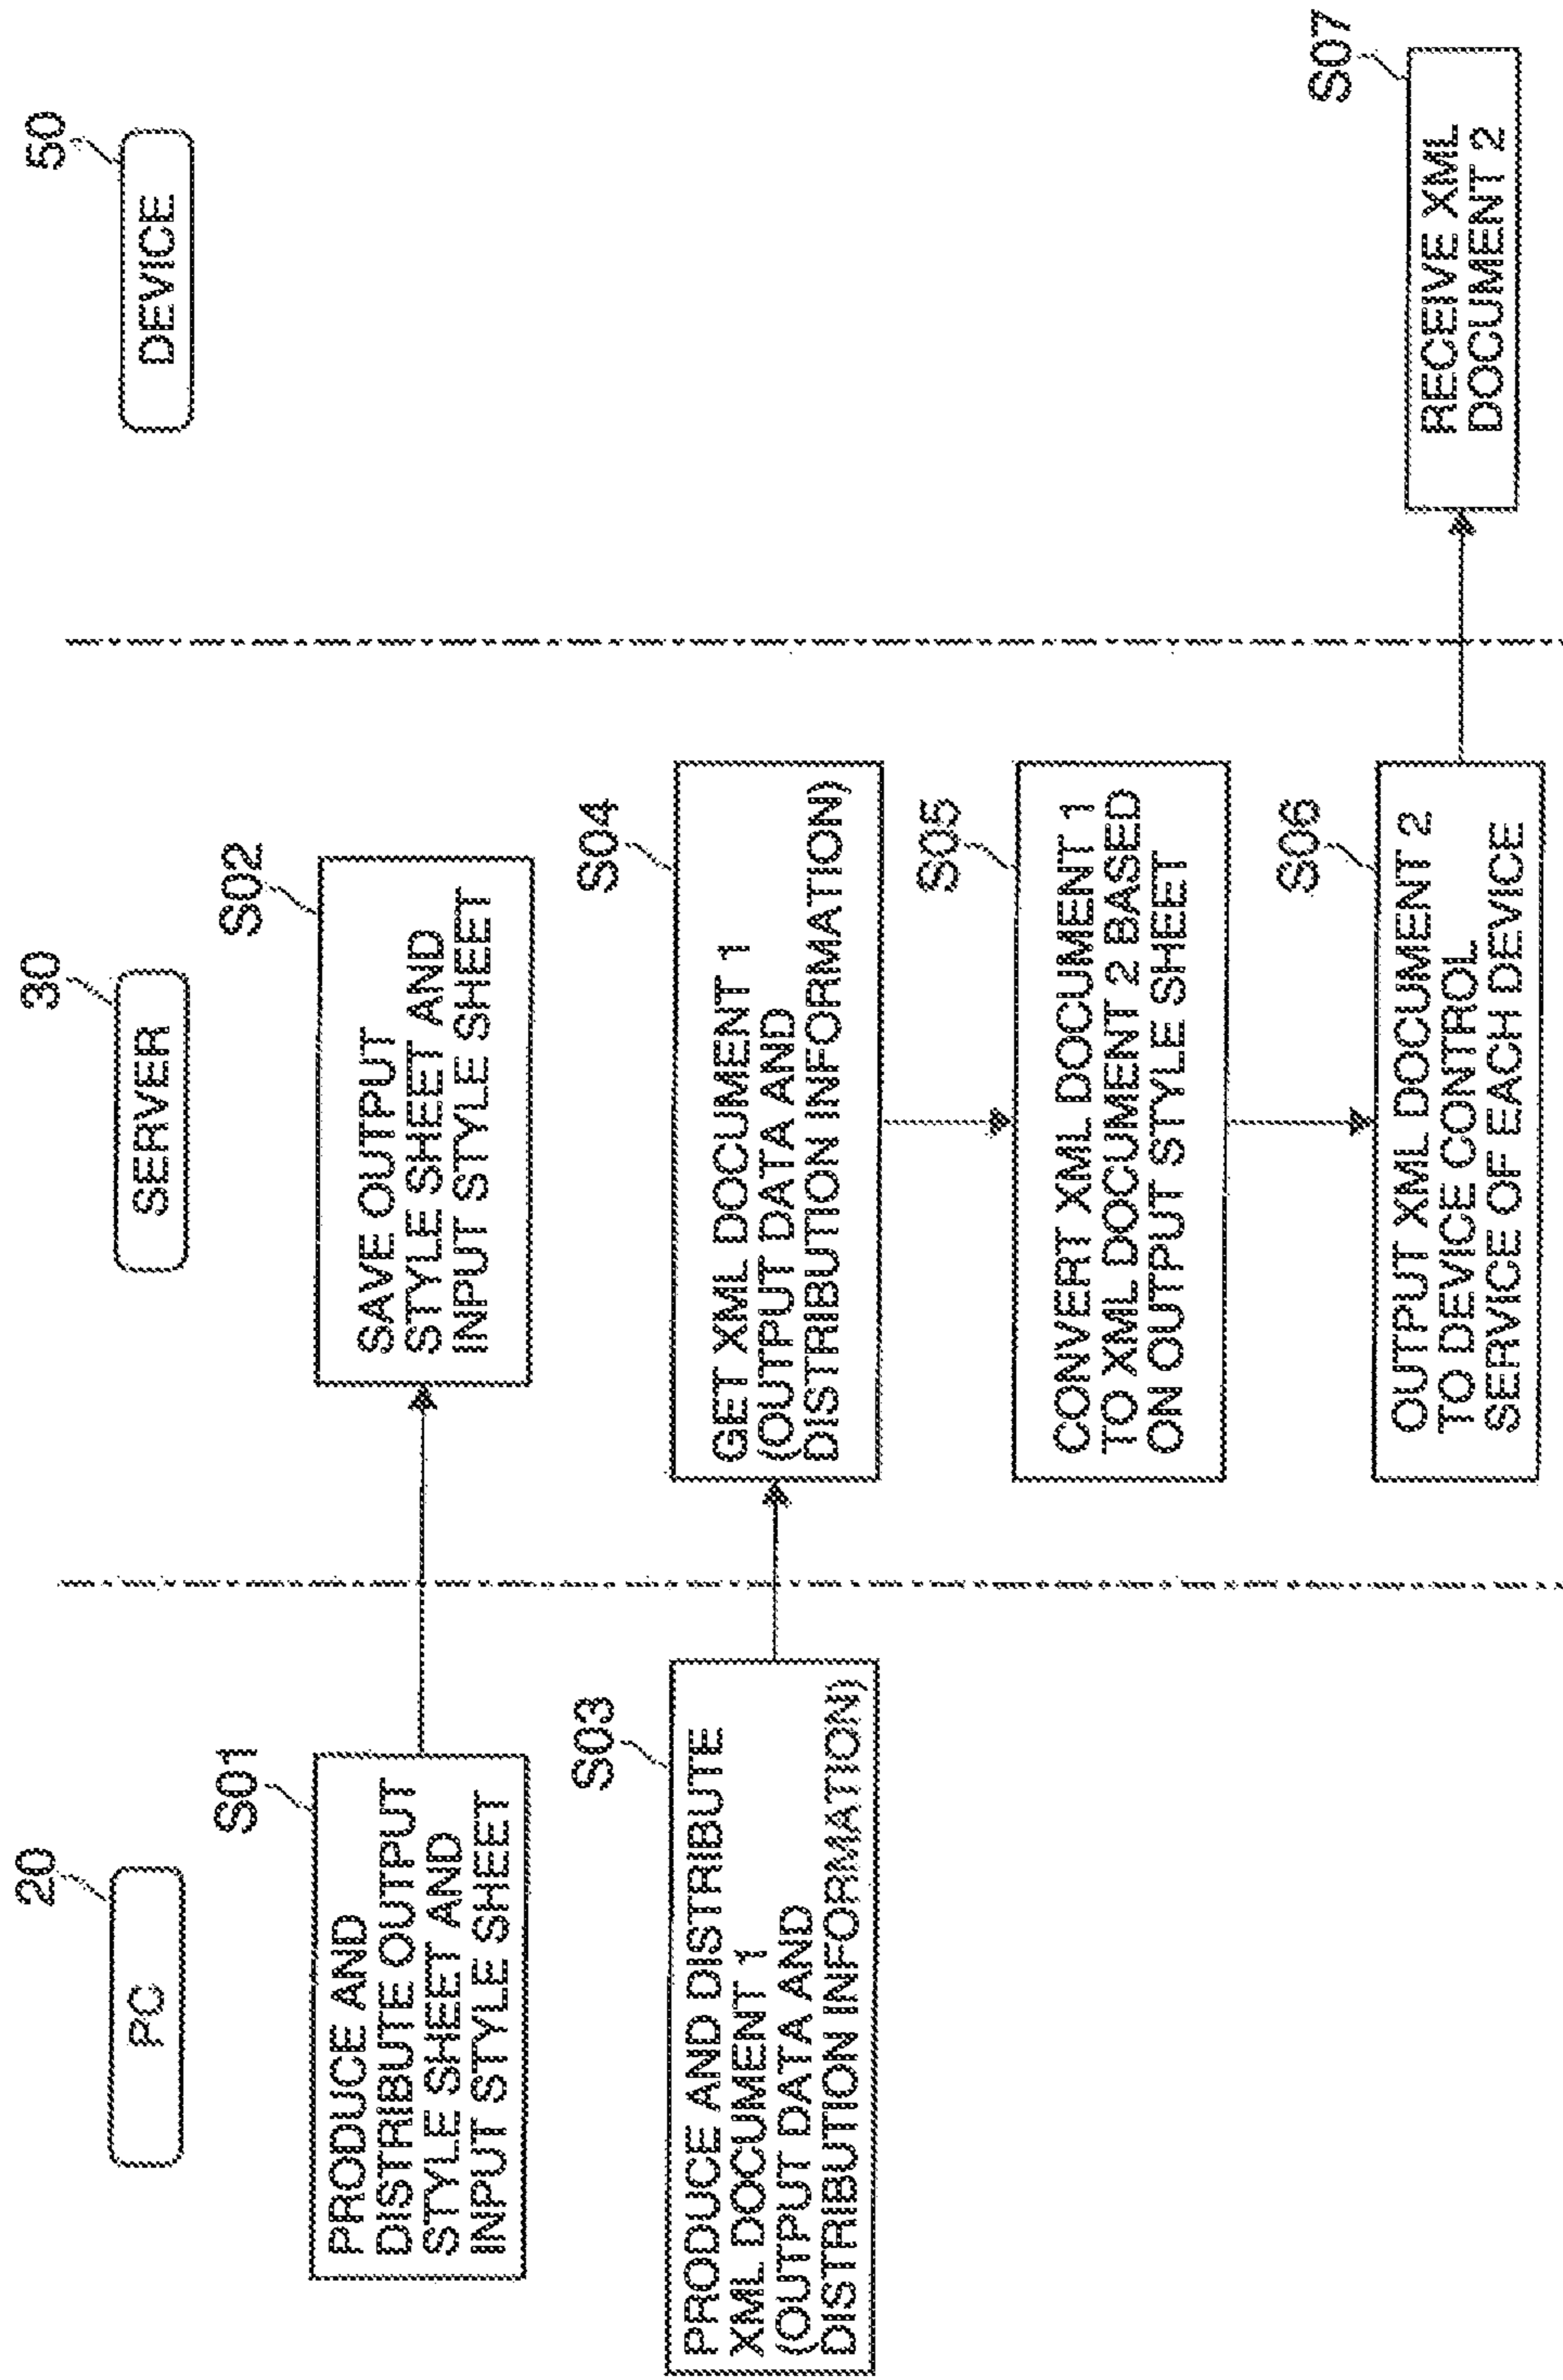 20
PC
30
SERVER
50
DEVICE
S01
PRODUCE AND
DISTRIBUTE OUTPUT
STYLE SHEET AND
INPUT STYLE SHEET
S02
SAVE OUTPUT
STYLE SHEET AND
INPUT STYLE SHEET
S03
PRODUCE AND DISTRIBUTE
XML DOCUMENT 1
(OUTPUT DATA AND
DISTRIBUTION INFORMATION)
S04
GET XML DOCUMENT 1
(OUTPUT DATA AND
DISTRIBUTION INFORMATION)
S05
CONVERT XML DOCUMENT 1
TO XML DOCUMENT 2 BASED
ON OUTPUT STYLE SHEET
S06
OUTPUT XML DOCUMENT 2
TO DEVICE CONTROL
SERVICE OF EACH DEVICE
S07
RECEIVE XML
DOCUMENT 2